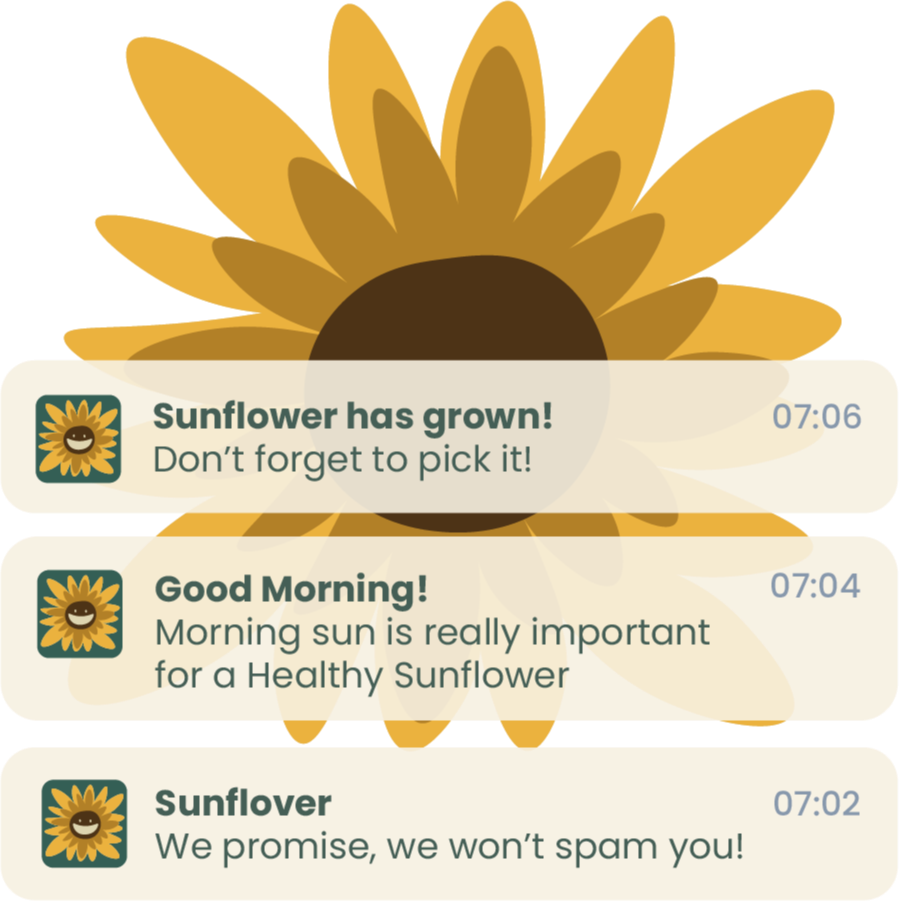 Sunflower has grown!
07:06
Don’t forget to pick it!
Good Morning!
07:04
Morning sun is really important
for a Healthy Sunflower
Sunflover
07:02
We promise, we won’t spam you!